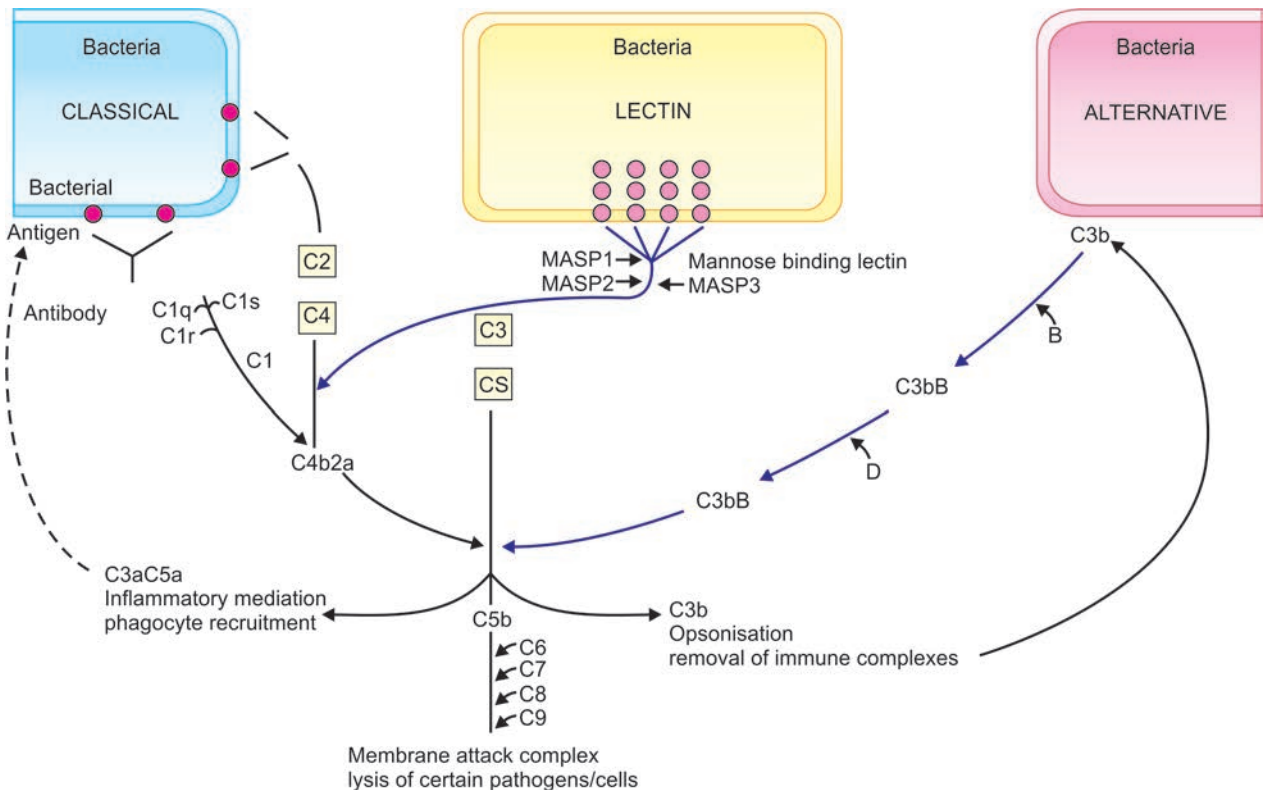 Bacteria
CLASSICAL
Bacterial
Antigen
Antibody
C1q
C1s
C1r
C1
C2
C4
C4b2a
Bacteria
LECTIN
MASP1
MASP2
Mannose binding lectin
MASP3
C3
CS
Bacteria
ALTERNATIVE
C3b
B
C3bB
D
C3bB
C3aC5a
Inflammatory mediation
phagocyte recruitment
C5b
C6
C7
C8
C9
Membrane attack complex
lysis of certain pathogens/cells
C3b
Opsonisation
removal of immune complexes